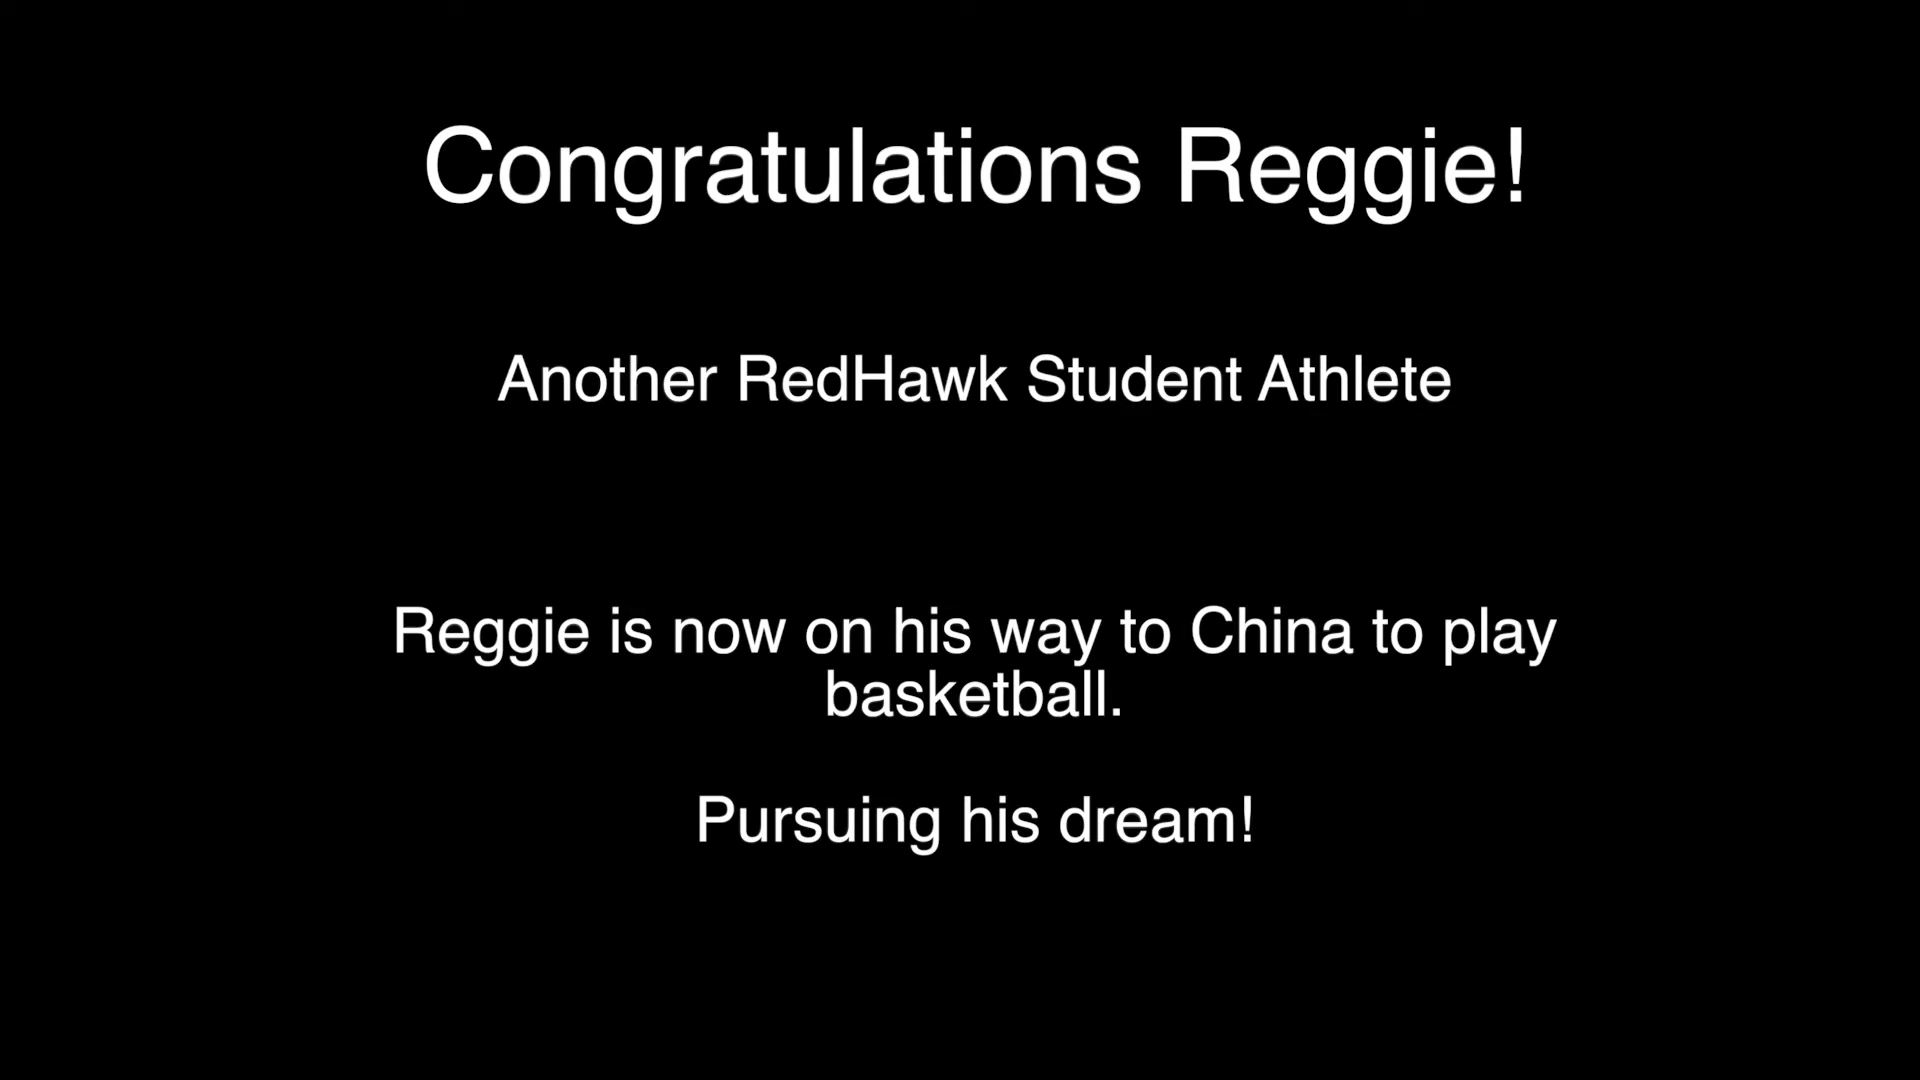 Congratulations Reggie!
Another RedHawk Student Athlete
Reggie is now on his way to China to play
basketball.
Pursuing his dream!